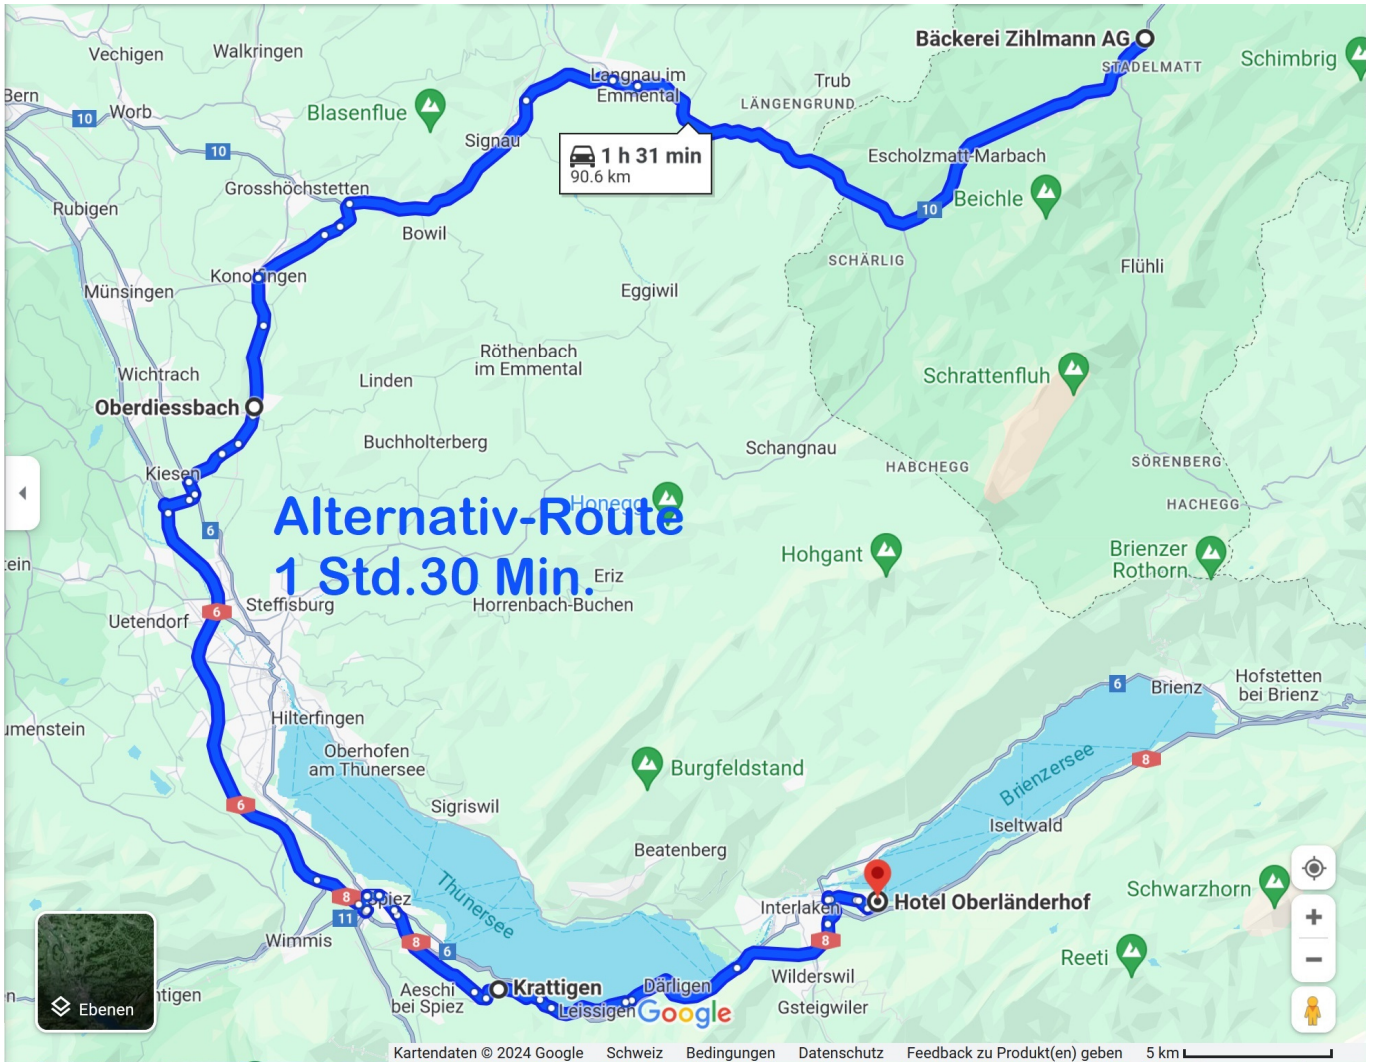 Bäckerei Zihlmann AG
STADELMATT
Schimbrig
Vechigen
Walkringen
Trub
LÄNGENGRUND
Langnau im
Emmental
Bern
10
Worb
Blasenflue
10
Signau
1 h 31 min
90.6 km
Escholzmatt-Marbach
Beichle
10
Grosshöchstetten
Rubigen
Bowil
SCHÄRLIG
Flühli
Konolfingen
Münsingen
Eggiwil
Röthenbach
im Emmental
Wichtrach
Linden
Schrattenfluh
Oberdiessbach
Buchholterberg
Schangnau
HABCHEGG
SÖRENBERG
Kiesen
HACHEGG
Honegg
Alternativ-Route
1 Std.30 Min.
6
Hohgant
Brienzer
Rothorn
tein
Eriz
Horrenbach-Buchen
Steffisburg
6
Uetendorf
Hilterfingen
6
Brienz
Hofstetten
bei Brienz
umenstein
Oberhofen
am Thunersee
Burgfeldstand
Brienzersee
8
Sigriswil
6
Iseltwald
Beatenberg
Thunersee
8
Spiez
11
Interlaken
Hotel Oberländerhof
Schwarzhorn
Wimmis
8
6
8
Reeti
Wilderswil
Krattigen
Aeschi
bei Spiez
Därligen
Leissigen
Google
Gsteigwiler
Ebenen
n
ntigen
Kartendaten © 2024 Google Schweiz Bedingungen Datenschutz Feedback zu Produkt(en) geben 5 km